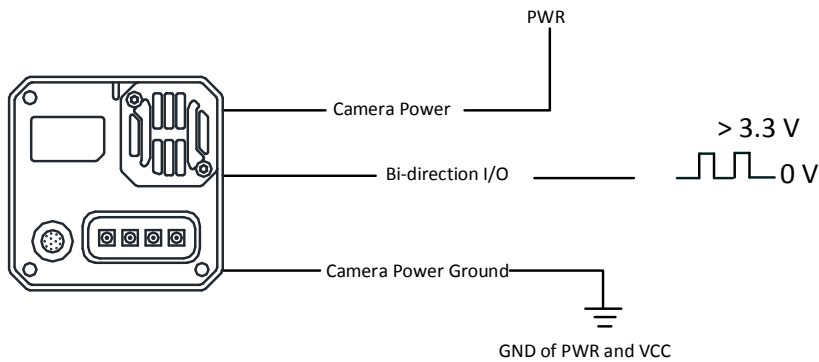 PWR
Camera Power
> 3.3 V
Bi-direction I/O
0 V
Camera Power Ground
GND of PWR and VCC